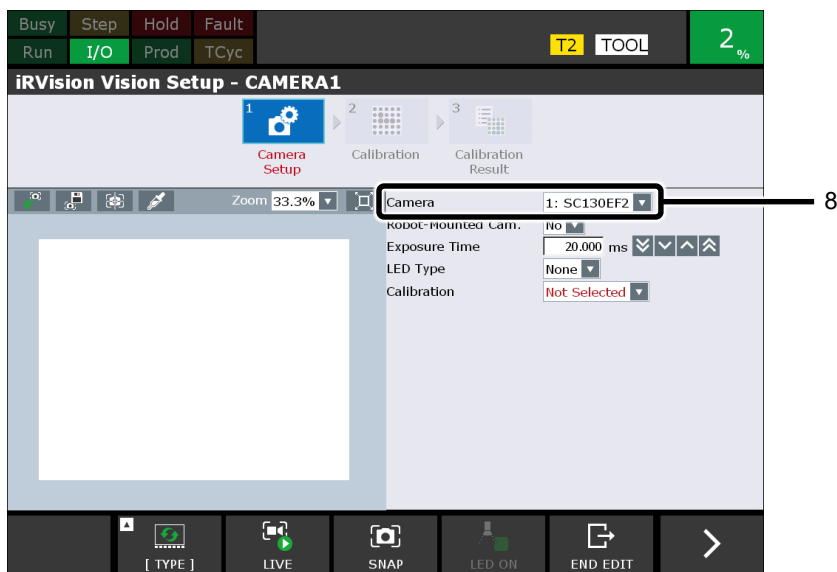 Busy Step Hold Fault
Run I/O Prod TCyc
T2 TOOL
2 %
iRVision Vision Setup - CAMERA1
1 2 3
Camera Setup
Calibration
Calibration Result
Zoom 33.3%
Camera 1: SC130EF2
8
Robot-Mounted Cam. No
Exposure Time 20.000 ms
LED Type None
Calibration Not Selected
[ TYPE ] LIVE SNAP LED ON END EDIT